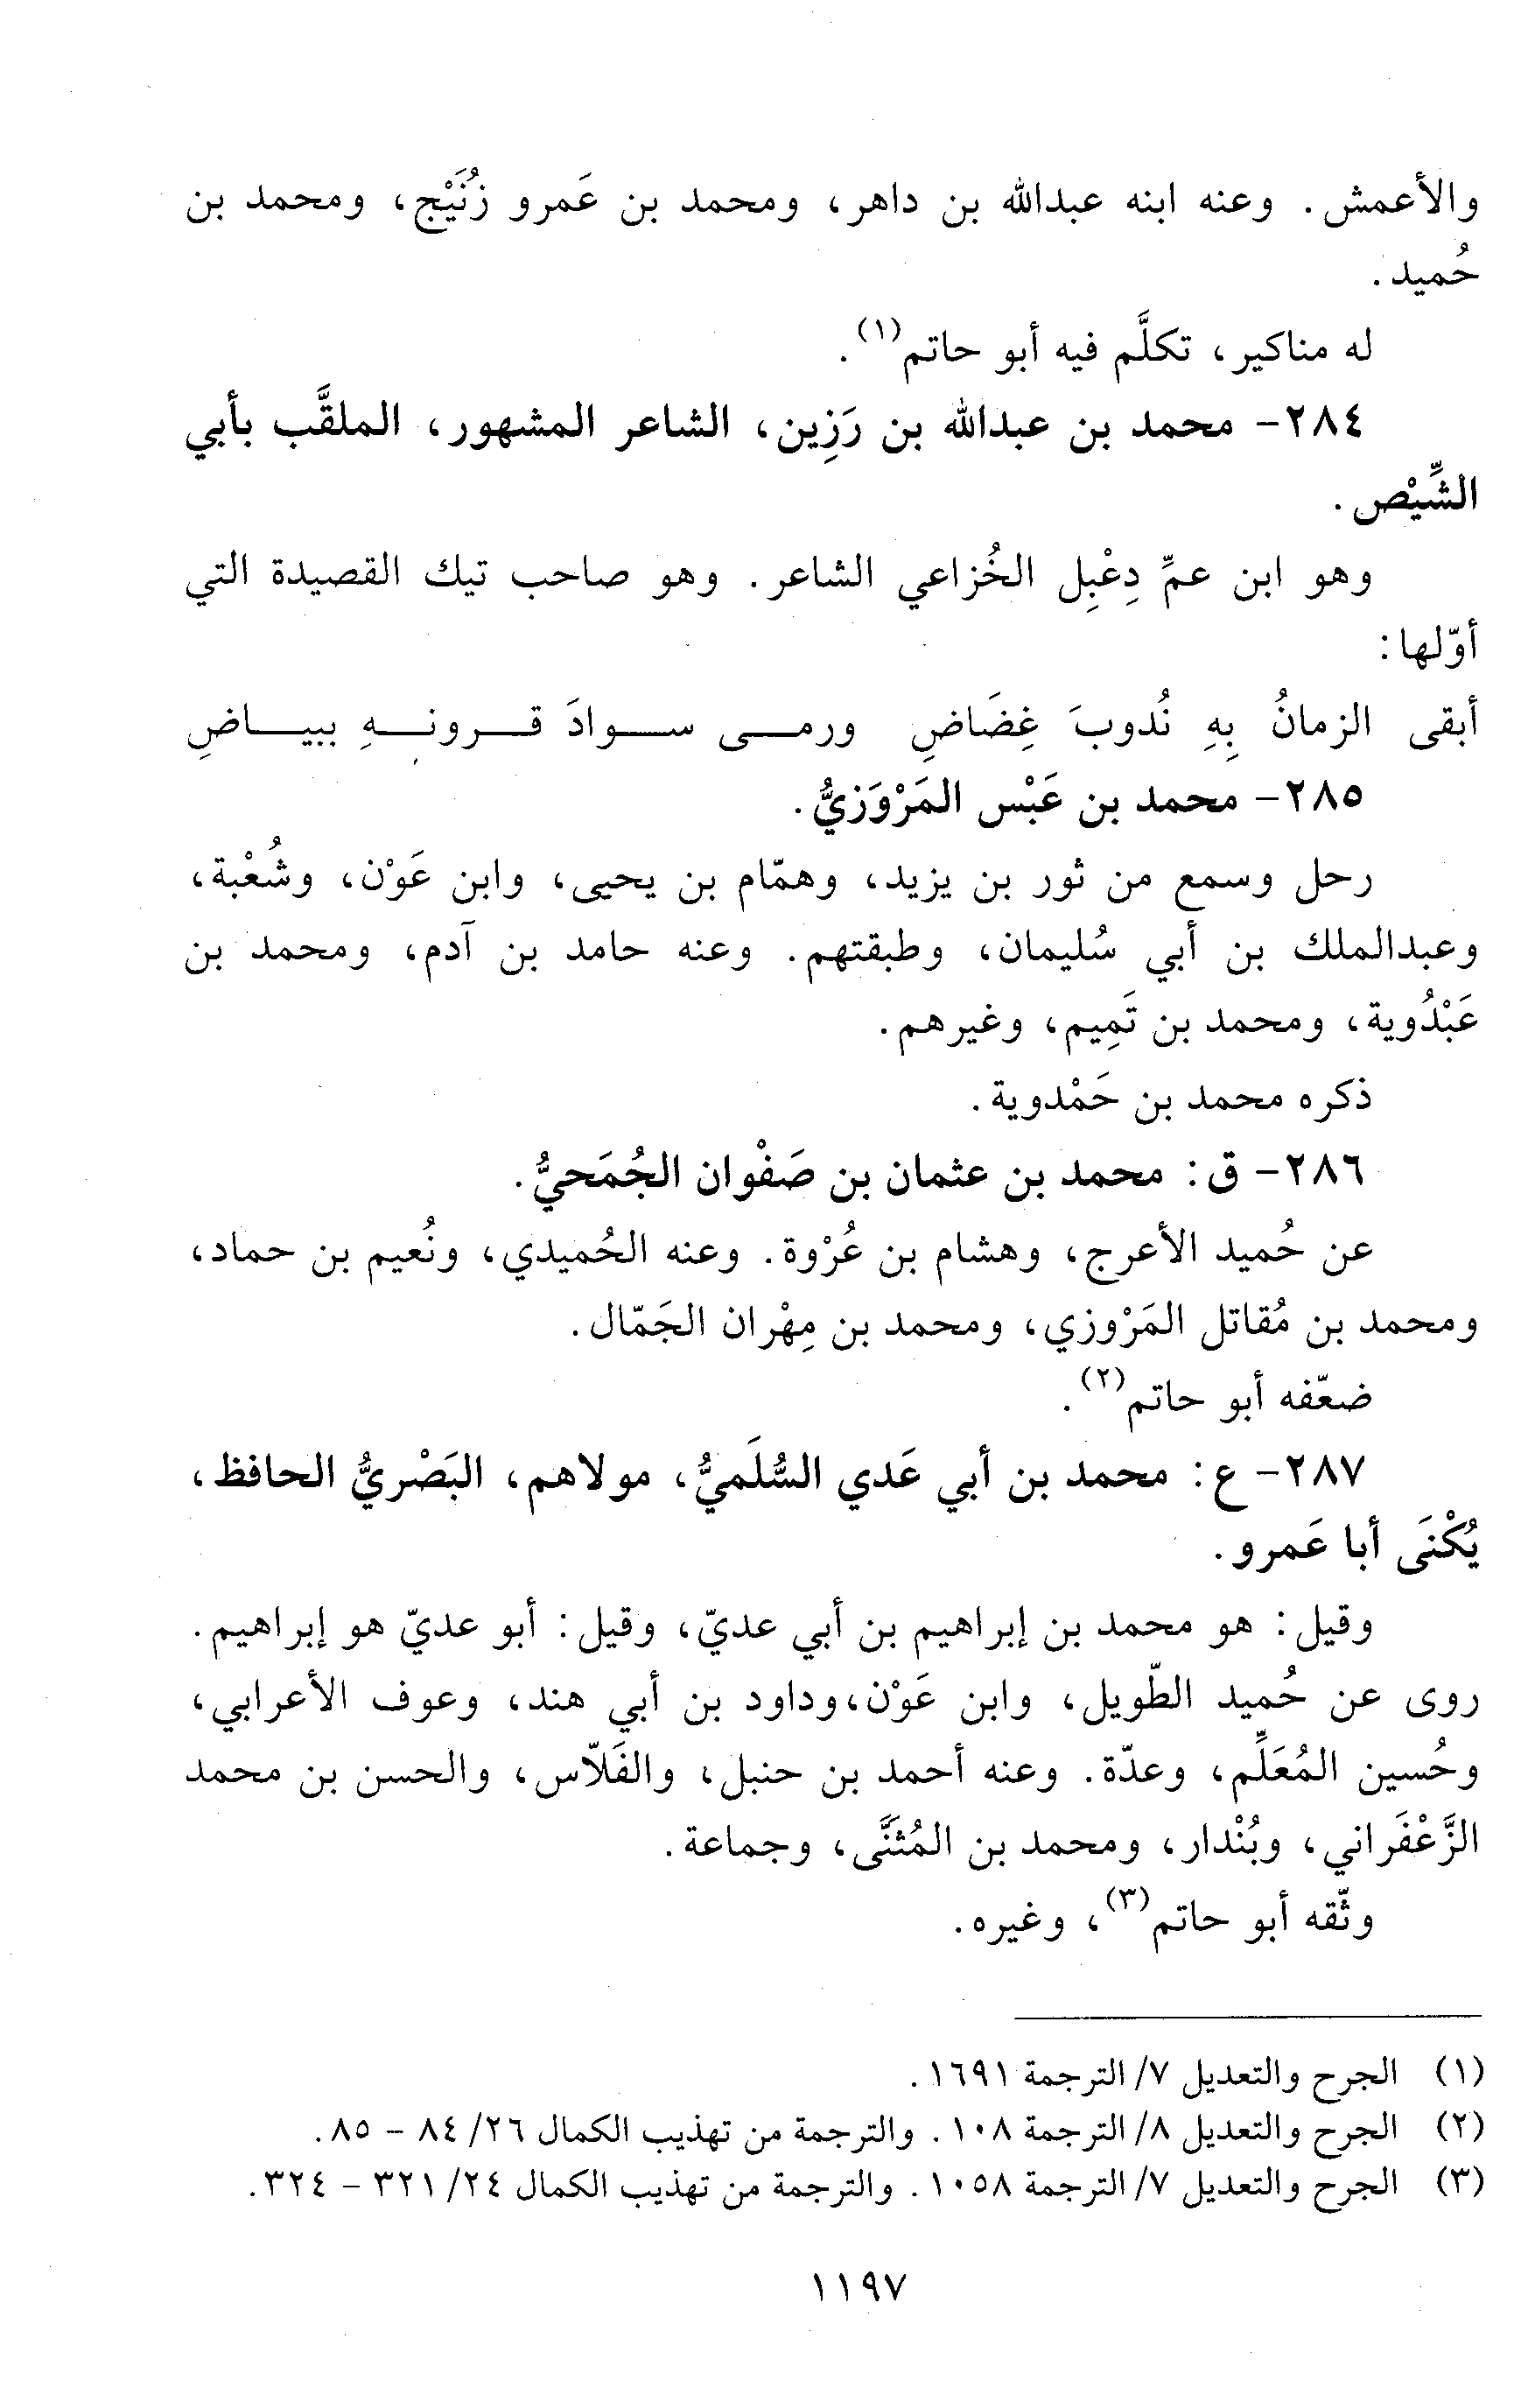 والأعمش. وعنه ابنه عبدالله بن داهر، ومحمد بن عَمرو زُنَيْج، ومحمد بن
حُميد.
له مناكير، تكلَّم فيه أبو حاتم(١).
٢٨٤- محمد بن عبدالله بن رَزِين، الشاعر المشهور، الملقَّب بأبي
الشِّيْص.
وهو ابن عمِّ دِعْبِل الخُزاعي الشاعر. وهو صاحب تيك القصيدة التي
أوّلها:
أبقى الزمانُ بِهِ نُدوبَ غِضَاضِ ورمى سوادَ قرونهِ ببياضِ
٢٨٥- محمد بن عَبْس المَرْوَزيُّ.
رحل وسمع من ثور بن يزيد، وهمّام بن يحيى، وابن عَوْن، وشُعْبة،
وعبدالملك بن أبي سُليمان، وطبقتهم. وعنه حامد بن آدم، ومحمد بن
عَبْدُوية، ومحمد بن تَمِيم، وغيرهم.
ذكره محمد بن حَمْدوية.
٢٨٦- ق: محمد بن عثمان بن صَفْوان الجُمَحيُّ.
عن حُميد الأعرج، وهشام بن عُرْوة. وعنه الحُميدي، ونُعيم بن حماد،
ومحمد بن مُقاتل المَرْوزي، ومحمد بن مِهْران الجَمّال.
ضعّفه أبو حاتم(٢).
٢٨٧- ع: محمد بن أبي عَدي السُّلَميُّ، مولاهم، البَصْريُّ الحافظ،
يُكْنَى أبا عَمرو.
وقيل: هو محمد بن إبراهيم بن أبي عديّ، وقيل: أبو عديّ هو إبراهيم.
روى عن حُميد الطّويل، وابن عَوْن،وداود بن أبي هند، وعوف الأعرابي،
وحُسين المُعَلِّم، وعدّة. وعنه أحمد بن حنبل، والفَلاّس، والحسن بن محمد
الزَّعْفَراني، وبُنْدار، ومحمد بن المُثَنَّى، وجماعة.
وثّقه أبو حاتم(٣)، وغيره.
(١) الجرح والتعديل ٧/ الترجمة ١٦٩١.
(٢) الجرح والتعديل ٨/ الترجمة ١٠٨. والترجمة من تهذيب الكمال ٢٦/ ٨٤ - ٨٥.
(٣) الجرح والتعديل ٧/ الترجمة ١٠٥٨. والترجمة من تهذيب الكمال ٢٤/ ٣٢١ - ٣٢٤.
١١٩٧